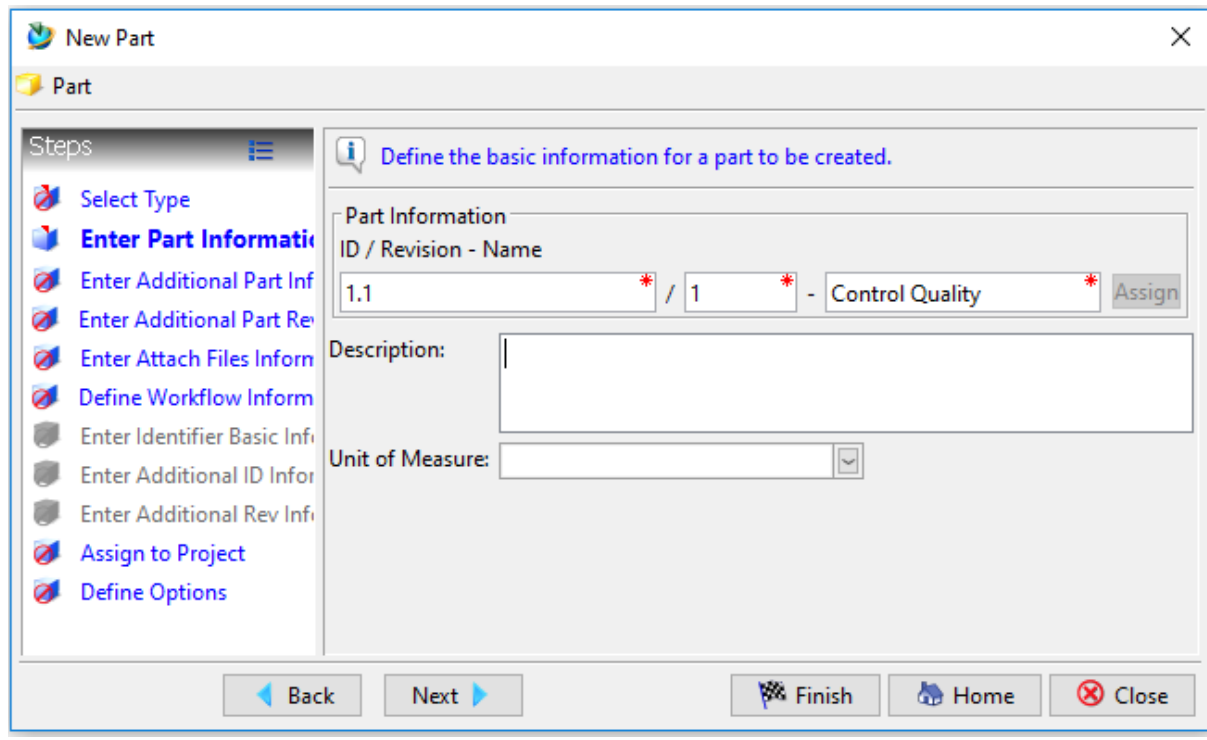 New Part
Part
Steps
Select Type
Enter Part Informati
Enter Additional Part Inf
Enter Additional Part Re
Enter Attach Files Inform
Define Workflow Inform
Enter Identifier Basic Inf
Enter Additional ID Infor
Enter Additional Rev Inf
Assign to Project
Define Options
Define the basic information for a part to be created.
Part Information
ID / Revision - Name
1.1 * / 1 * - Control Quality * Assign
Description:
Unit of Measure:
Back Next Finish Home Close